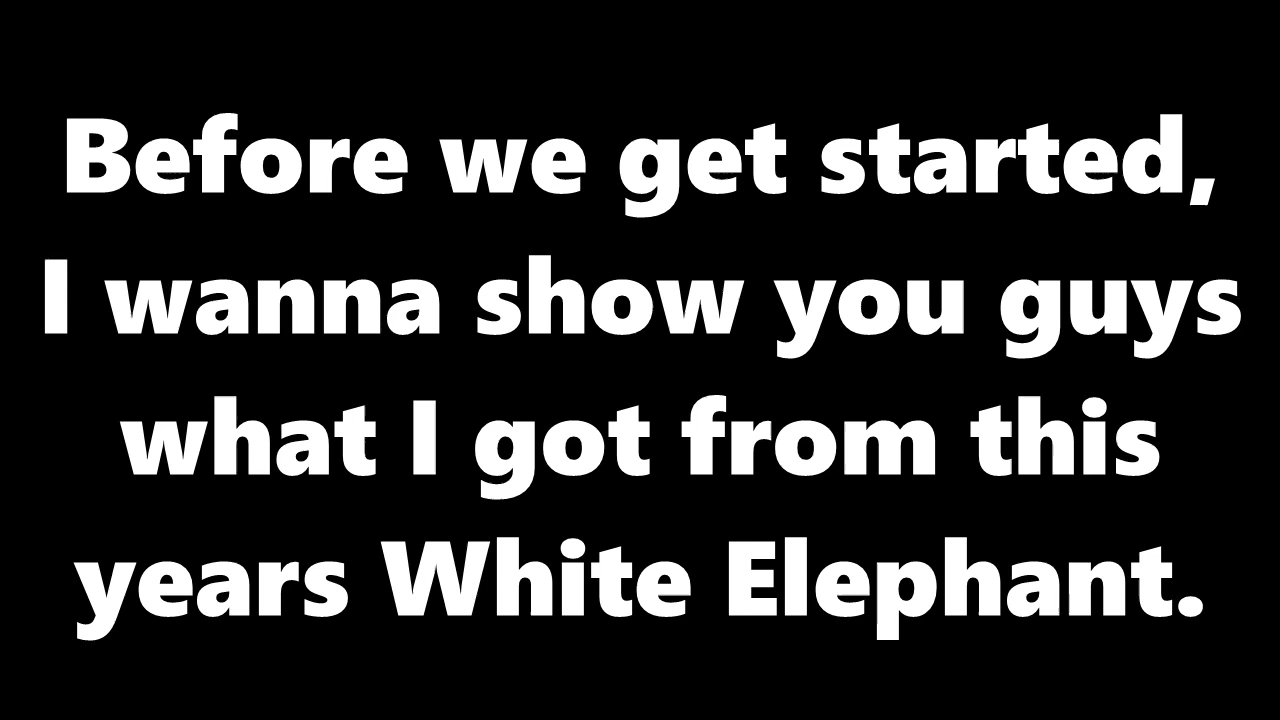 Before we get started,
I wanna show you guys
what I got from this
years White Elephant.